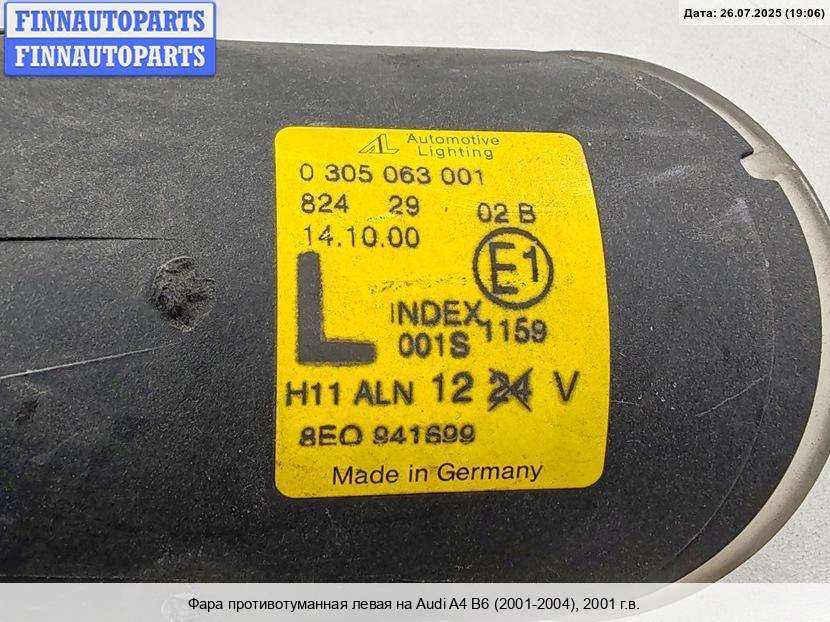 FINNAUTOPARTS
FINNAUTOPARTS
Дата: 26.07.2025 (19:06)
AL Automotive
Lighting
0 305 063 001
824 29 02 B
14.10.00
E1
L
INDEX 1159
001S
H11 ALN 12 24 V
8E0 941699
Made in Germany
Фара противотуманная левая на Audi A4 B6 (2001-2004), 2001 г.в.